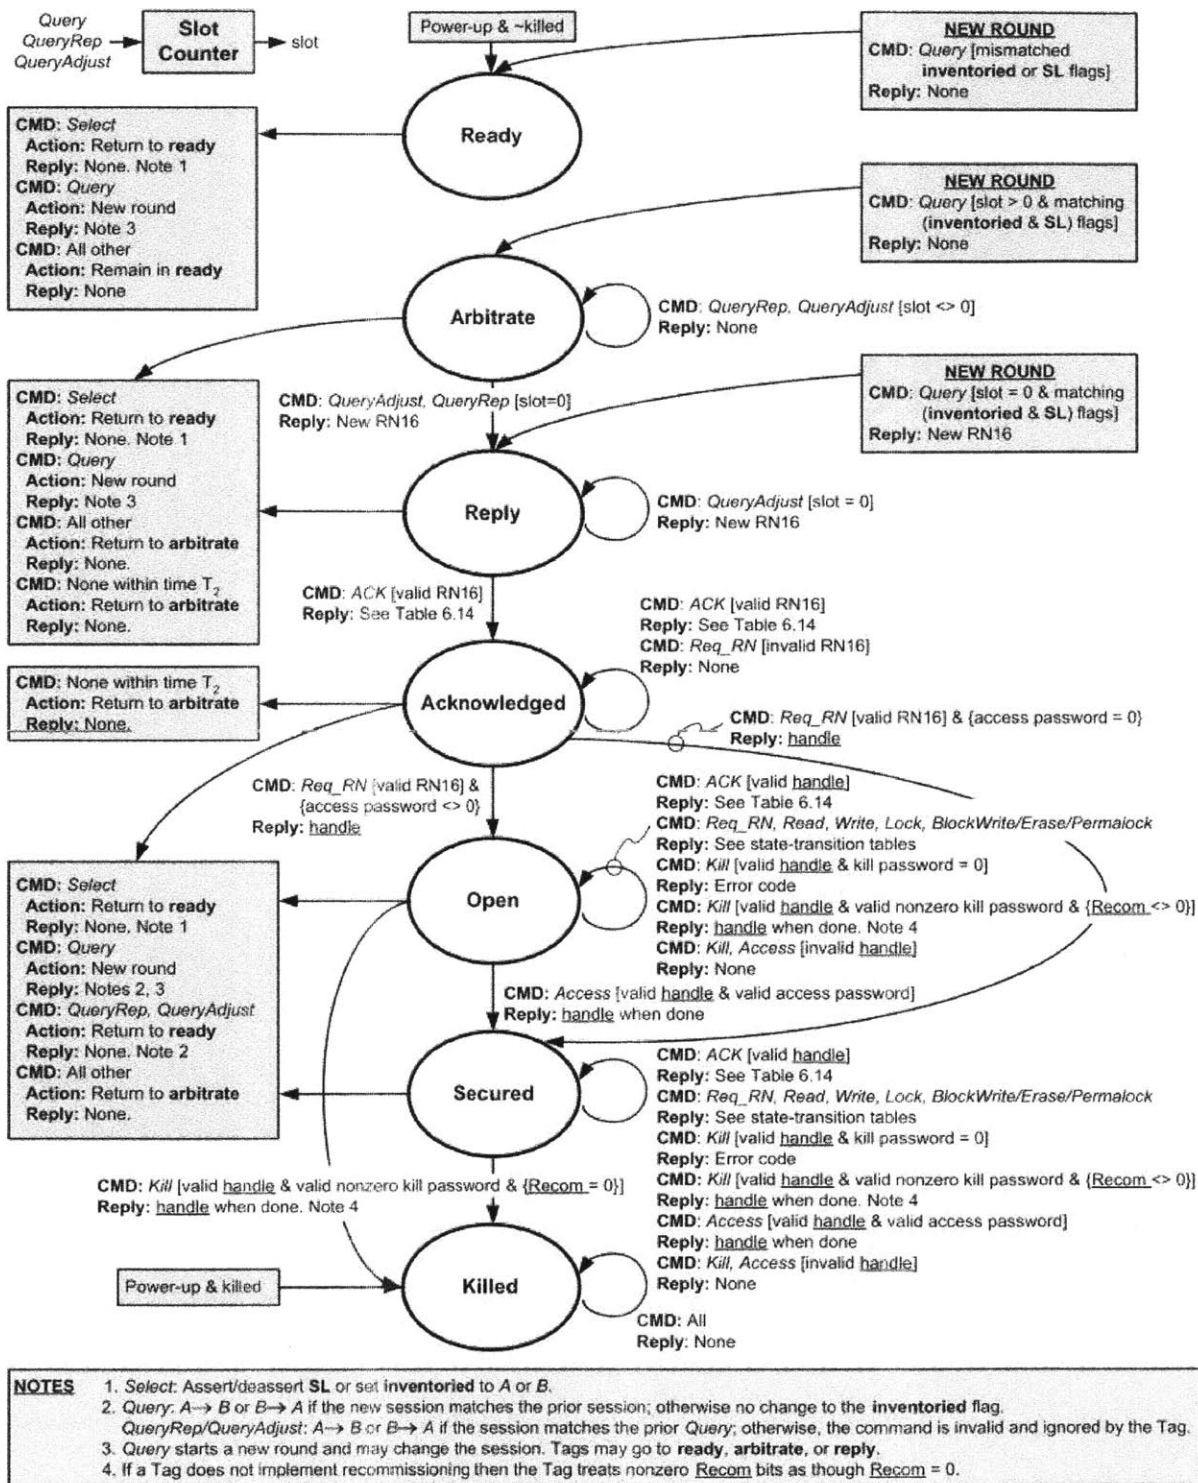 Query
QueryRep
QueryAdjust
Slot
Counter
slot
Power-up & ~killed
NEW ROUND
CMD: Query [mismatched
inventoried or SL flags]
Reply: None
Ready
CMD: Select
Action: Return to ready
Reply: None. Note 1
CMD: Query
Action: New round
Reply: Note 3
CMD: All other
Action: Remain in ready
Reply: None
NEW ROUND
CMD: Query [slot > 0 & matching
(inventoried & SL) flags]
Reply: None
Arbitrate
CMD: QueryRep, QueryAdjust [slot <> 0]
Reply: None
NEW ROUND
CMD: Query [slot = 0 & matching
(inventoried & SL) flags]
Reply: New RN16
CMD: QueryAdjust, QueryRep [slot=0]
Reply: New RN16
CMD: Select
Action: Return to ready
Reply: None. Note 1
CMD: Query
Action: New round
Reply: Note 3
CMD: All other
Action: Return to arbitrate
Reply: None.
CMD: None within time T2
Action: Return to arbitrate
Reply: None.
Reply
CMD: QueryAdjust [slot = 0]
Reply: New RN16
CMD: ACK [valid RN16]
Reply: See Table 6.14
CMD: ACK [valid RN16]
Reply: See Table 6.14
CMD: Req_RN [invalid RN16]
Reply: None
CMD: None within time T2
Action: Return to arbitrate
Reply: None.
Acknowledged
CMD: Req_RN [valid RN16] & {access password = 0}
Reply: handle
CMD: Req_RN [valid RN16] &
{access password <> 0}
Reply: handle
CMD: ACK [valid handle]
Reply: See Table 6.14
CMD: Req_RN, Read, Write, Lock, BlockWrite/Erase/Permalock
Reply: See state-transition tables
CMD: Kill [valid handle & kill password = 0]
Reply: Error code
CMD: Kill [valid handle & valid nonzero kill password & {Recom <> 0}]
Reply: handle when done. Note 4
CMD: Kill, Access [invalid handle]
Reply: None
Open
CMD: Select
Action: Return to ready
Reply: None, Note 1
CMD: Query
Action: New round
Reply: Notes 2, 3
CMD: QueryRep, QueryAdjust
Action: Return to ready
Reply: None. Note 2
CMD: All other
Action: Return to arbitrate
Reply: None.
CMD: Access [valid handle & valid access password]
Reply: handle when done
Secured
CMD: ACK [valid handle]
Reply: See Table 6.14
CMD: Req_RN, Read, Write, Lock, BlockWrite/Erase/Permalock
Reply: See state-transition tables
CMD: Kill [valid handle & kill password = 0]
Reply: Error code
CMD: Kill [valid handle & valid nonzero kill password & {Recom <> 0}]
Reply: handle when done. Note 4
CMD: Access [valid handle & valid access password]
Reply: handle when done
CMD: Kill, Access [invalid handle]
Reply: None
CMD: Kill [valid handle & valid nonzero kill password & {Recom = 0}]
Reply: handle when done. Note 4
Power-up & killed
Killed
CMD: All
Reply: None
NOTES
1. Select: Assert/deassert SL or set inventoried to A or B.
2. Query: A→ B or B→ A if the new session matches the prior session; otherwise no change to the inventoried flag.
QueryRep/QueryAdjust: A→ B or B→ A if the session matches the prior Query; otherwise, the command is invalid and ignored by the Tag.
3. Query starts a new round and may change the session. Tags may go to ready, arbitrate, or reply.
4. If a Tag does not implement recommissioning then the Tag treats nonzero Recom bits as though Recom = 0.